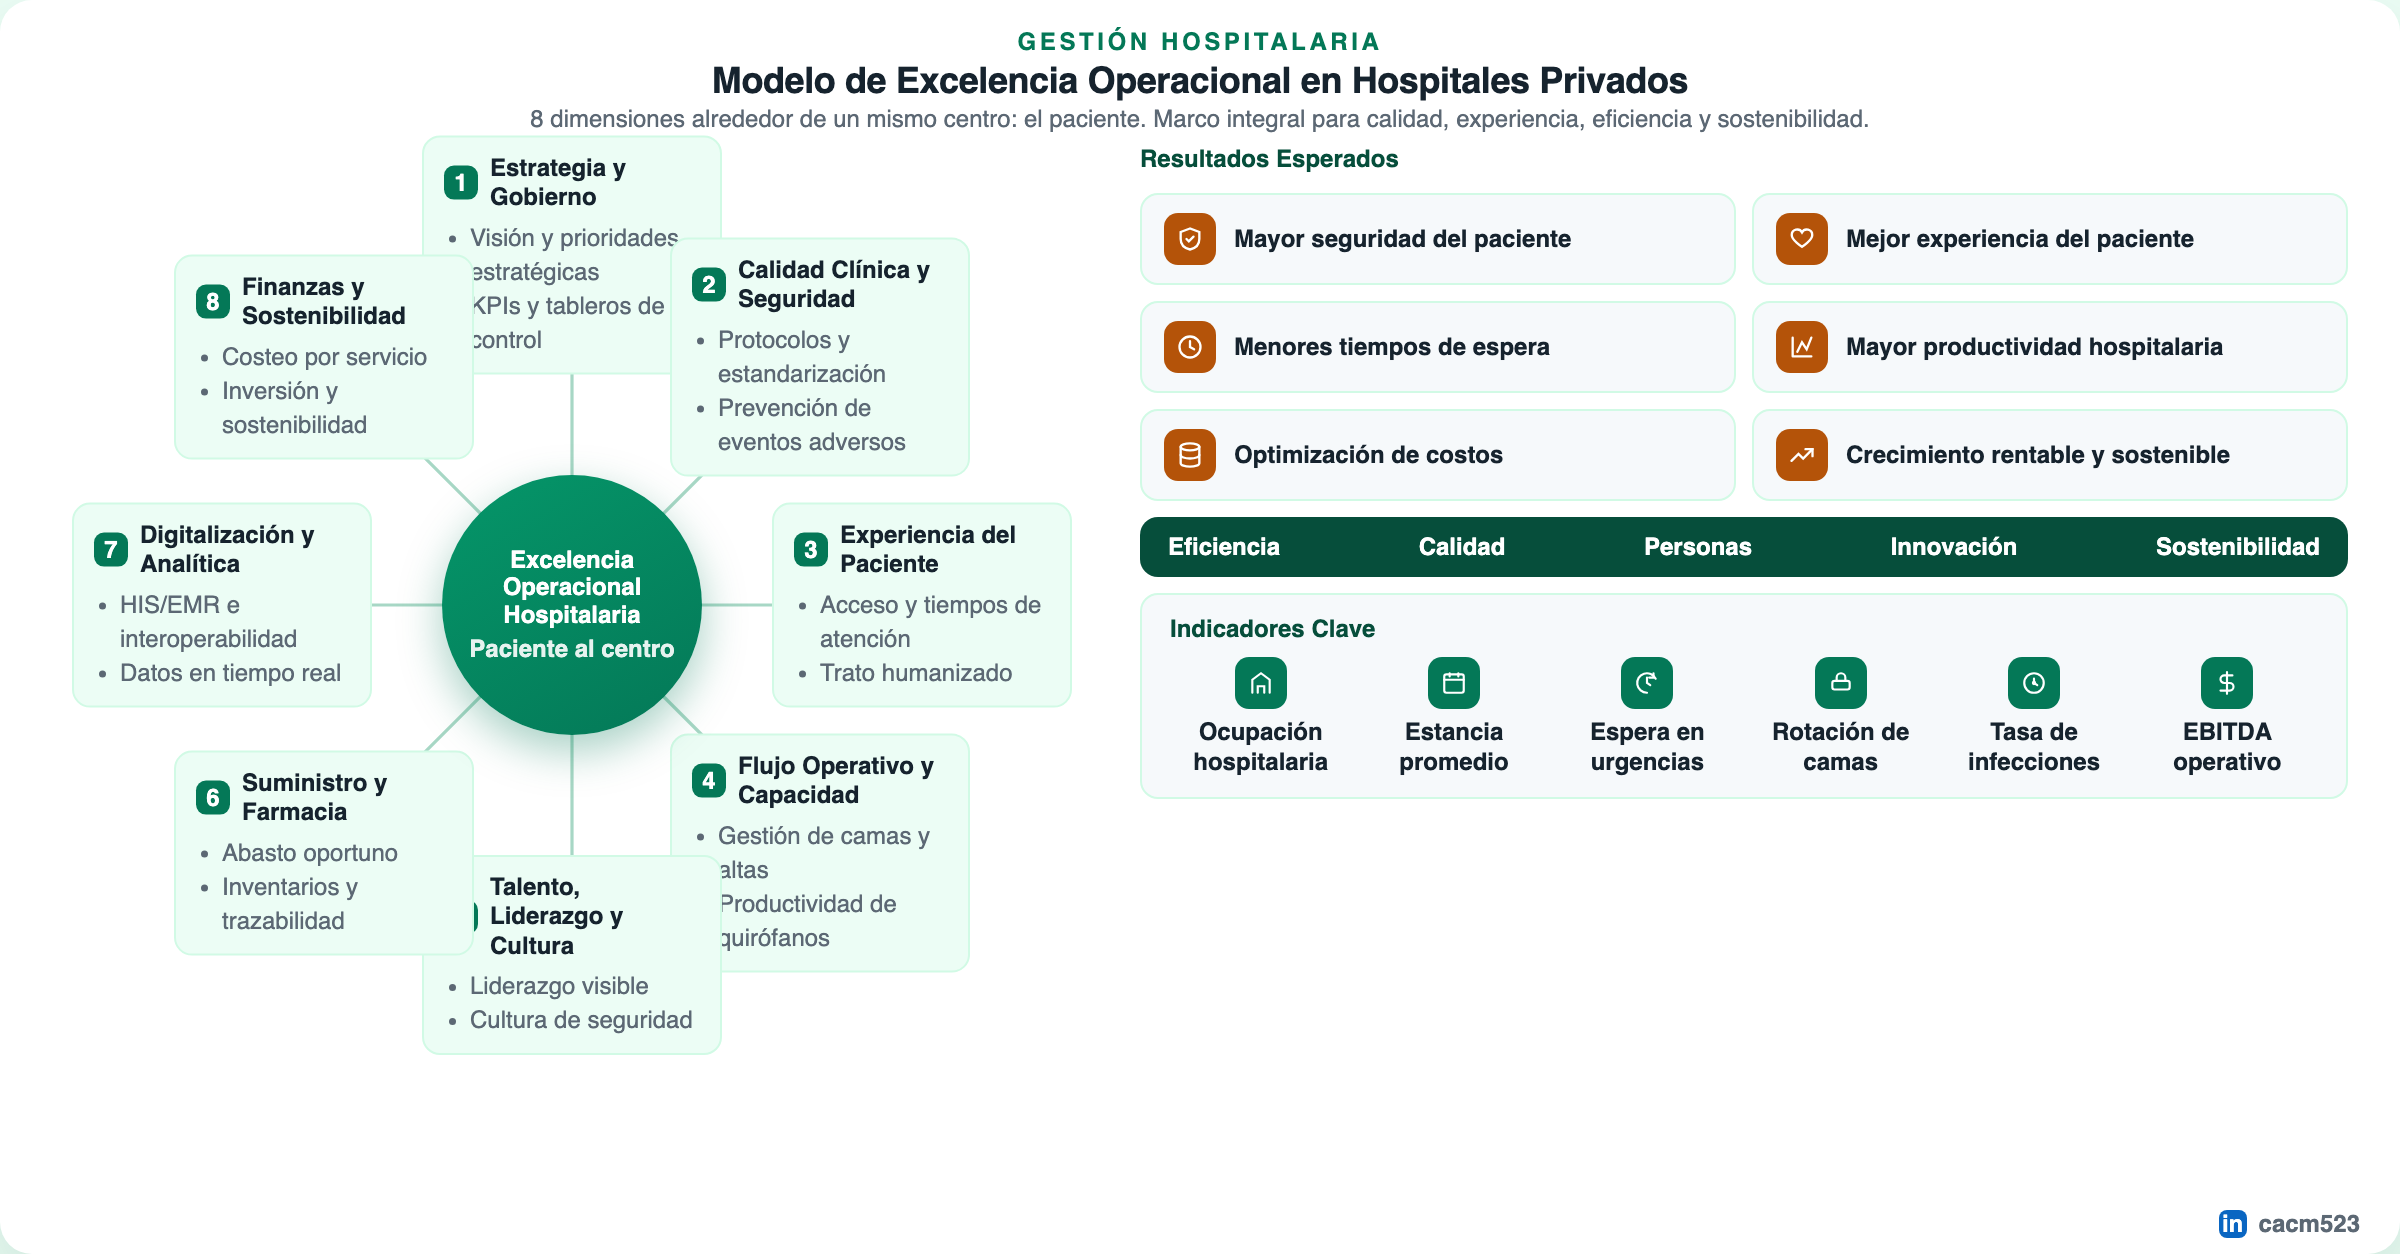 GESTIÓN HOSPITALARIA
Modelo de Excelencia Operacional en Hospitales Privados
8 dimensiones alrededor de un mismo centro: el paciente. Marco integral para calidad, experiencia, eficiencia y sostenibilidad.
1
Estrategia y
Gobierno
• Visión y prioridades
estratégicas
KPIs y tableros de
control
2
Calidad Clínica y
Seguridad
• Protocolos y
estandarización
• Prevención de
eventos adversos
3
Experiencia del
Paciente
• Acceso y tiempos de
atención
• Trato humanizado
4
Flujo Operativo y
Capacidad
• Gestión de camas y
altas
Productividad de
quirófanos
Talento,
Liderazgo y
Cultura
• Liderazgo visible
• Cultura de seguridad
6
Suministro y
Farmacia
• Abasto oportuno
• Inventarios y
trazabilidad
7
Digitalización y
Analítica
• HIS/EMR e
interoperabilidad
• Datos en tiempo real
8
Finanzas y
Sostenibilidad
• Costeo por servicio
• Inversión y
sostenibilidad
Excelencia
Operacional
Hospitalaria
Paciente al centro
Resultados Esperados
Mayor seguridad del paciente
Mejor experiencia del paciente
Menores tiempos de espera
Mayor productividad hospitalaria
Optimización de costos
Crecimiento rentable y sostenible
Eficiencia Calidad Personas Innovación Sostenibilidad
Indicadores Clave
Ocupación
hospitalaria
Estancia
promedio
Espera en
urgencias
Rotación de
camas
Tasa de
infecciones
EBITDA
operativo
in cacm523